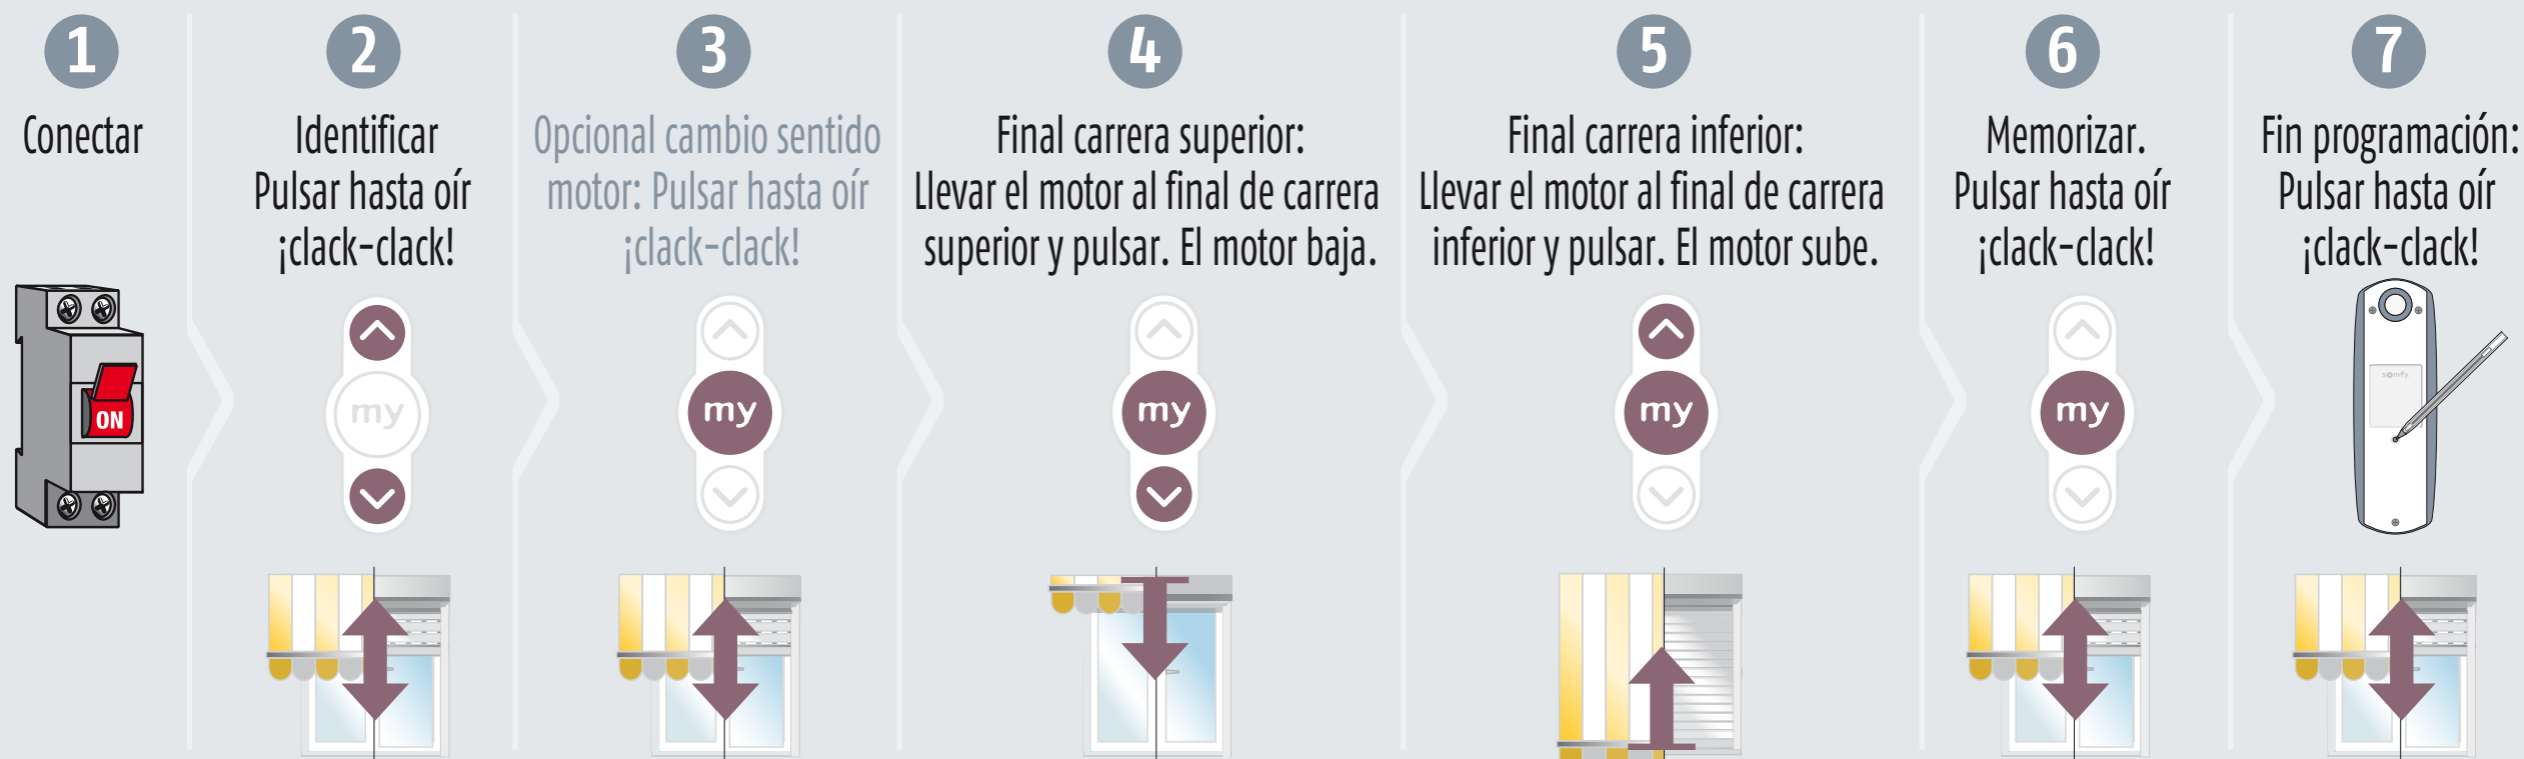 1
Conectar
ON
2
Identificar
Pulsar hasta oír
¡clack-clack!
my
3
Opcional cambio sentido
motor: Pulsar hasta oír
¡clack-clack!
my
4
Final carrera superior:
Llevar el motor al final de carrera
superior y pulsar. El motor baja.
my
5
Final carrera inferior:
Llevar el motor al final de carrera
inferior y pulsar. El motor sube.
my
6
Memorizar.
Pulsar hasta oír
¡clack-clack!
my
7
Fin programación:
Pulsar hasta oír
¡clack-clack!
somfy.